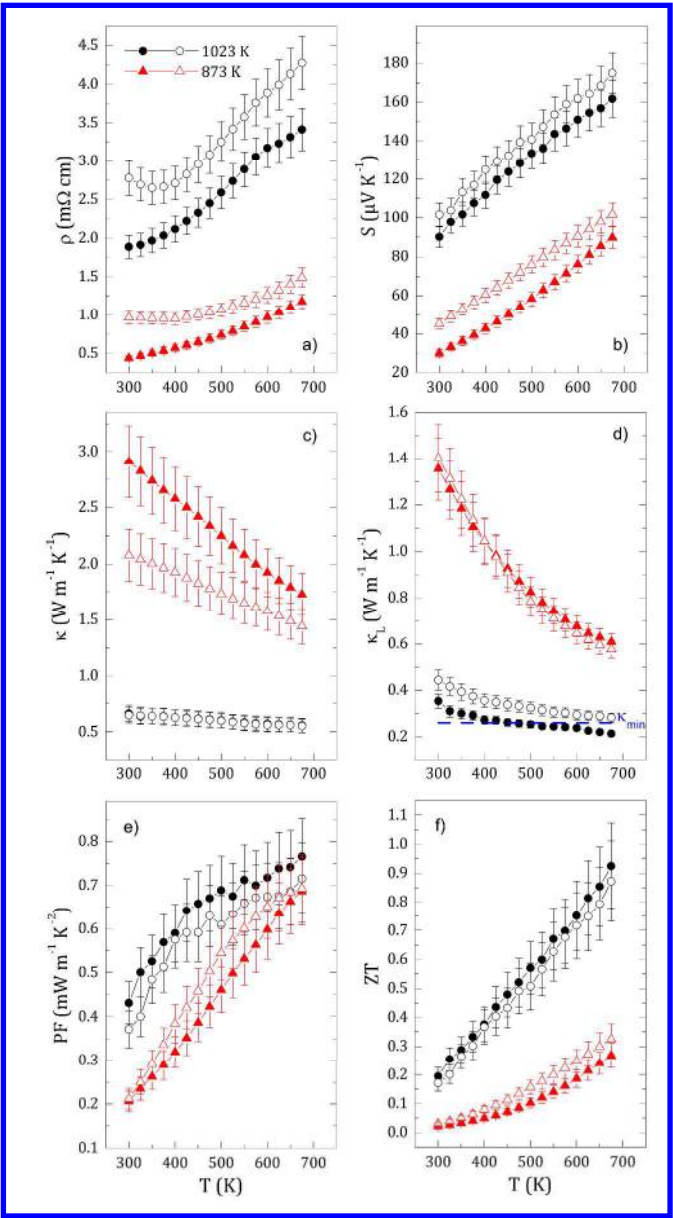 4.5
4.0
3.5
3.0
2.5
2.0
1.5
1.0
0.5
ρ (mΩ cm)
1023 K
873 K
a)
300 400 500 600 700
180
160
140
120
100
80
60
40
20
S (μV K⁻¹)
b)
300 400 500 600 700
3.0
2.5
2.0
1.5
1.0
0.5
κ (W m⁻¹ K⁻¹)
c)
300 400 500 600 700
1.6
1.4
1.2
1.0
0.8
0.6
0.4
0.2
κL (W m⁻¹ K⁻¹)
d)
κmin
300 400 500 600 700
0.8
0.7
0.6
0.5
0.4
0.3
0.2
0.1
PF (mW m⁻¹ K⁻²)
e)
300 400 500 600 700
T (K)
1.1
1.0
0.9
0.8
0.7
0.6
0.5
0.4
0.3
0.2
0.1
0.0
ZT
f)
300 400 500 600 700
T (K)